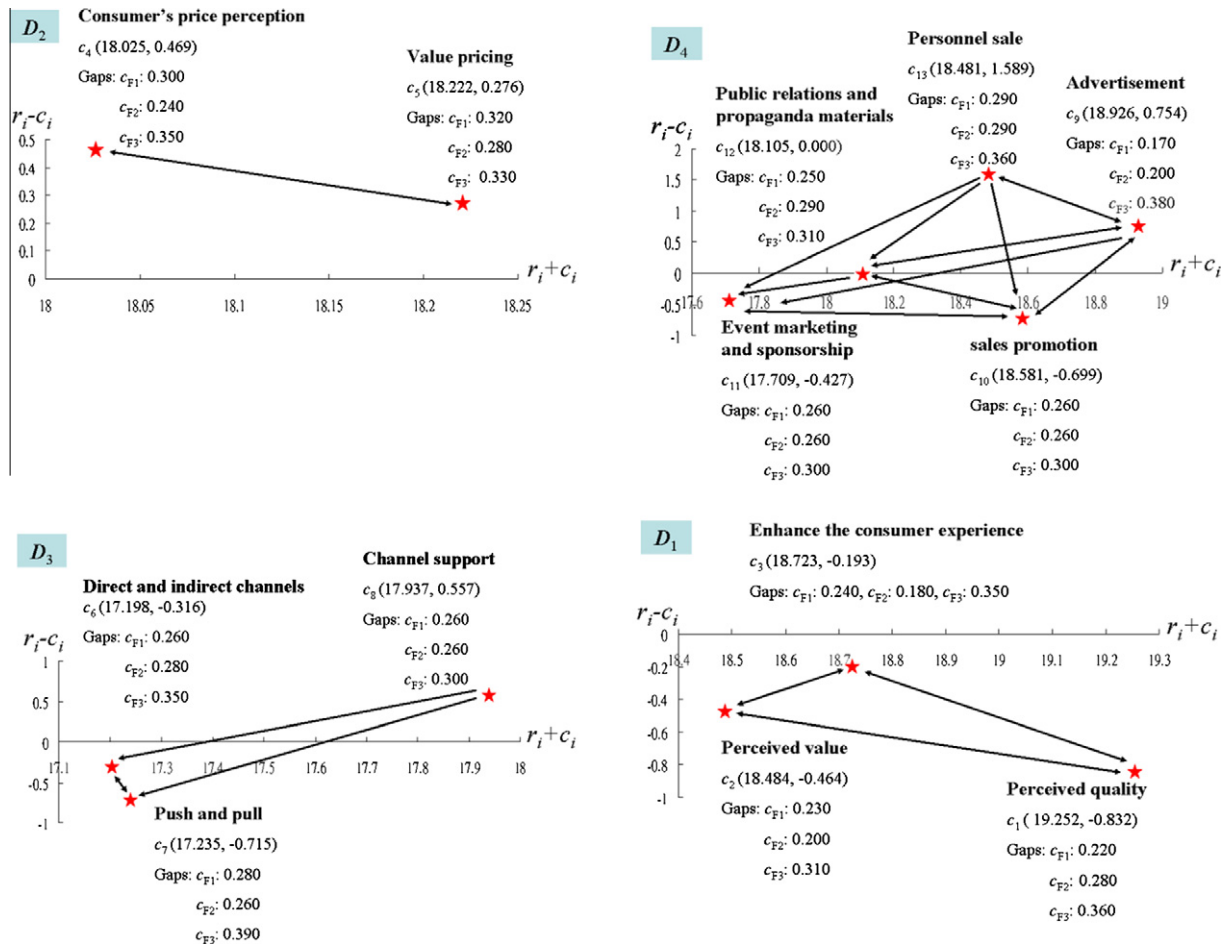 D2
Consumer's price perception
c4 (18.025, 0.469)
Gaps: cF1: 0.300
cF2: 0.240
cF3: 0.350
Value pricing
c5 (18.222, 0.276)
Gaps: cF1: 0.320
cF2: 0.280
cF3: 0.330
ri-ci
0.5
0.4
0.3
0.2
0.1
0
18
18.05
18.1
18.15
18.2
18.25
ri+ci
D4
Personnel sale
c13 (18.481, 1.589)
Gaps: cF1: 0.290
cF2: 0.290
cF3: 0.360
Advertisement
c9 (18.926, 0.754)
Gaps: cF1: 0.170
cF2: 0.200
cF3: 0.380
Public relations and
propaganda materials
c12 (18.105, 0.000)
Gaps: cF1: 0.250
cF2: 0.290
cF3: 0.310
ri-ci
2
1.5
1
0.5
0
-0.5
-1
17.6
17.8
18
18.2
18.4
18.6
18.8
19
ri+ci
Event marketing
and sponsorship
c11 (17.709, -0.427)
Gaps: cF1: 0.260
cF2: 0.260
cF3: 0.300
sales promotion
c10 (18.581, -0.699)
Gaps: cF1: 0.260
cF2: 0.260
cF3: 0.300
D3
Direct and indirect channels
c6 (17.198, -0.316)
Gaps: cF1: 0.260
cF2: 0.280
cF3: 0.350
Channel support
c8 (17.937, 0.557)
Gaps: cF1: 0.260
cF2: 0.260
cF3: 0.300
ri-ci
1
0.5
0
-0.5
-1
17.1
17.3
17.4
17.5
17.6
17.7
17.8
17.9
18
ri+ci
Push and pull
c7 (17.235, -0.715)
Gaps: cF1: 0.280
cF2: 0.260
cF3: 0.390
D1
Enhance the consumer experience
c3 (18.723, -0.193)
Gaps: cF1: 0.240, cF2: 0.180, cF3: 0.350
ri-ci
0
-0.2
-0.4
-0.6
-0.8
-1
18.4
18.5
18.6
18.7
18.8
18.9
19
19.1
19.2
19.3
ri+ci
Perceived value
c2 (18.484, -0.464)
Gaps: cF1: 0.230
cF2: 0.200
cF3: 0.310
Perceived quality
c1 ( 19.252, -0.832)
Gaps: cF1: 0.220
cF2: 0.280
cF3: 0.360